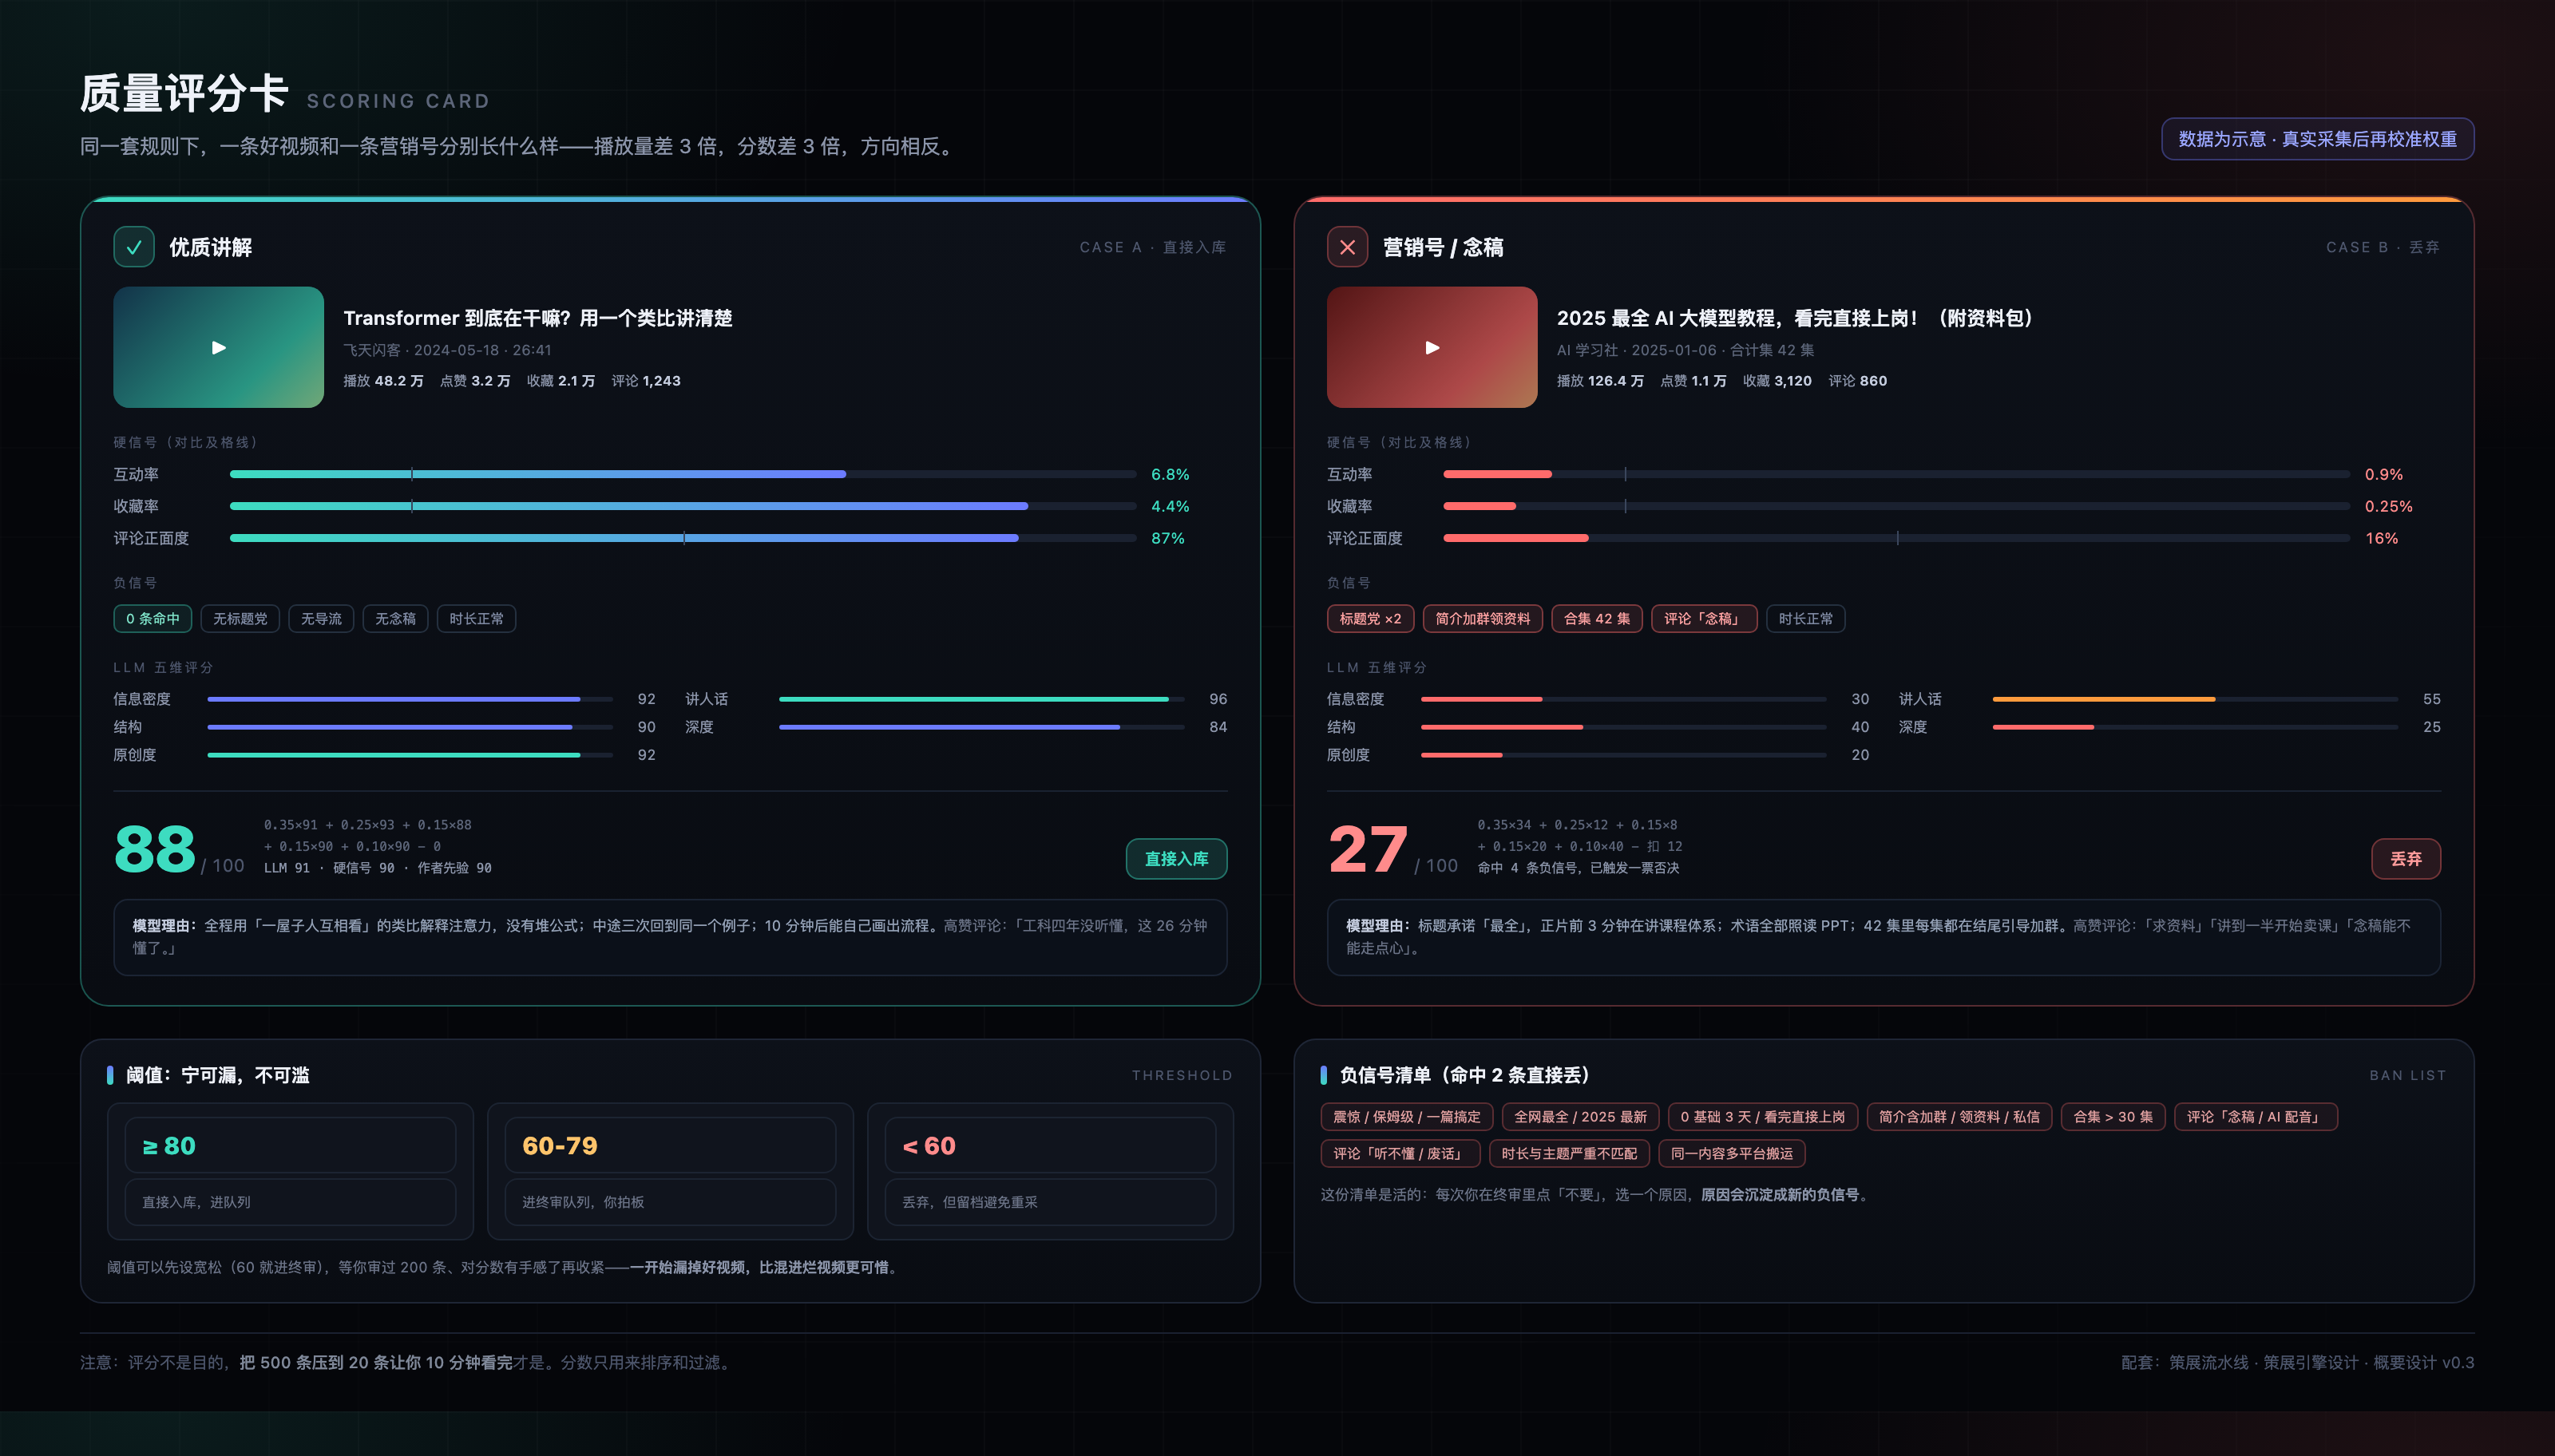 质量评分卡 SCORING CARD
同一套规则下，一条好视频和一条营销号分别长什么样——播放量差 3 倍，分数差 3 倍，方向相反。
数据为示意 · 真实采集后再校准权重
优质讲解
CASE A · 直接入库
Transformer 到底在干嘛？用一个类比讲清楚
飞天闪客 · 2024-05-18 · 26:41
播放 48.2 万 点赞 3.2 万 收藏 2.1 万 评论 1,243
硬信号（对比及格线）
互动率 6.8%
收藏率 4.4%
评论正面度 87%
负信号
0 条命中 无标题党 无导流 无念稿 时长正常
LLM 五维评分
信息密度 92 讲人话 96
结构 90 深度 84
原创度 92
88 / 100
0.35×91 + 0.25×93 + 0.15×88
+ 0.15×90 + 0.10×90 − 0
LLM 91 · 硬信号 90 · 作者先验 90
直接入库
模型理由：全程用「一屋子人互相看」的类比解释注意力，没有堆公式；中途三次回到同一个例子；10 分钟后能自己画出流程。高赞评论：「工科四年没听懂，这 26 分钟
懂了。」
营销号 / 念稿
CASE B · 丢弃
2025 最全 AI 大模型教程，看完直接上岗！（附资料包）
AI 学习社 · 2025-01-06 · 合计集 42 集
播放 126.4 万 点赞 1.1 万 收藏 3,120 评论 860
硬信号（对比及格线）
互动率 0.9%
收藏率 0.25%
评论正面度 16%
负信号
标题党 ×2 简介加群领资料 合集 42 集 评论「念稿」 时长正常
LLM 五维评分
信息密度 30 讲人话 55
结构 40 深度 25
原创度 20
27 / 100
0.35×34 + 0.25×12 + 0.15×8
+ 0.15×20 + 0.10×40 − 扣 12
命中 4 条负信号，已触发一票否决
丢弃
模型理由：标题承诺「最全」，正片前 3 分钟在讲课程体系；术语全部照读 PPT；42 集里每集都在结尾引导加群。高赞评论：「求资料」「讲到一半开始卖课」「念稿能不
能走点心」。
阈值：宁可漏，不可滥
THRESHOLD
≥ 80
直接入库，进队列
60-79
进终审队列，你拍板
< 60
丢弃，但留档避免重采
阈值可以先设宽松（60 就进终审），等你审过 200 条、对分数有手感了再收紧——一开始漏掉好视频，比混进烂视频更可惜。
负信号清单（命中 2 条直接丢）
BAN LIST
震惊 / 保姆级 / 一篇搞定 全网最全 / 2025 最新 0 基础 3 天 / 看完直接上岗 简介含加群 / 领资料 / 私信 合集 > 30 集 评论「念稿 / AI 配音」
评论「听不懂 / 废话」 时长与主题严重不匹配 同一内容多平台搬运
这份清单是活的：每次你在终审里点「不要」，选一个原因，原因会沉淀成新的负信号。
注意：评分不是目的，把 500 条压到 20 条让你 10 分钟看完才是。分数只用来排序和过滤。
配套：策展流水线 · 策展引擎设计 · 概要设计 v0.3